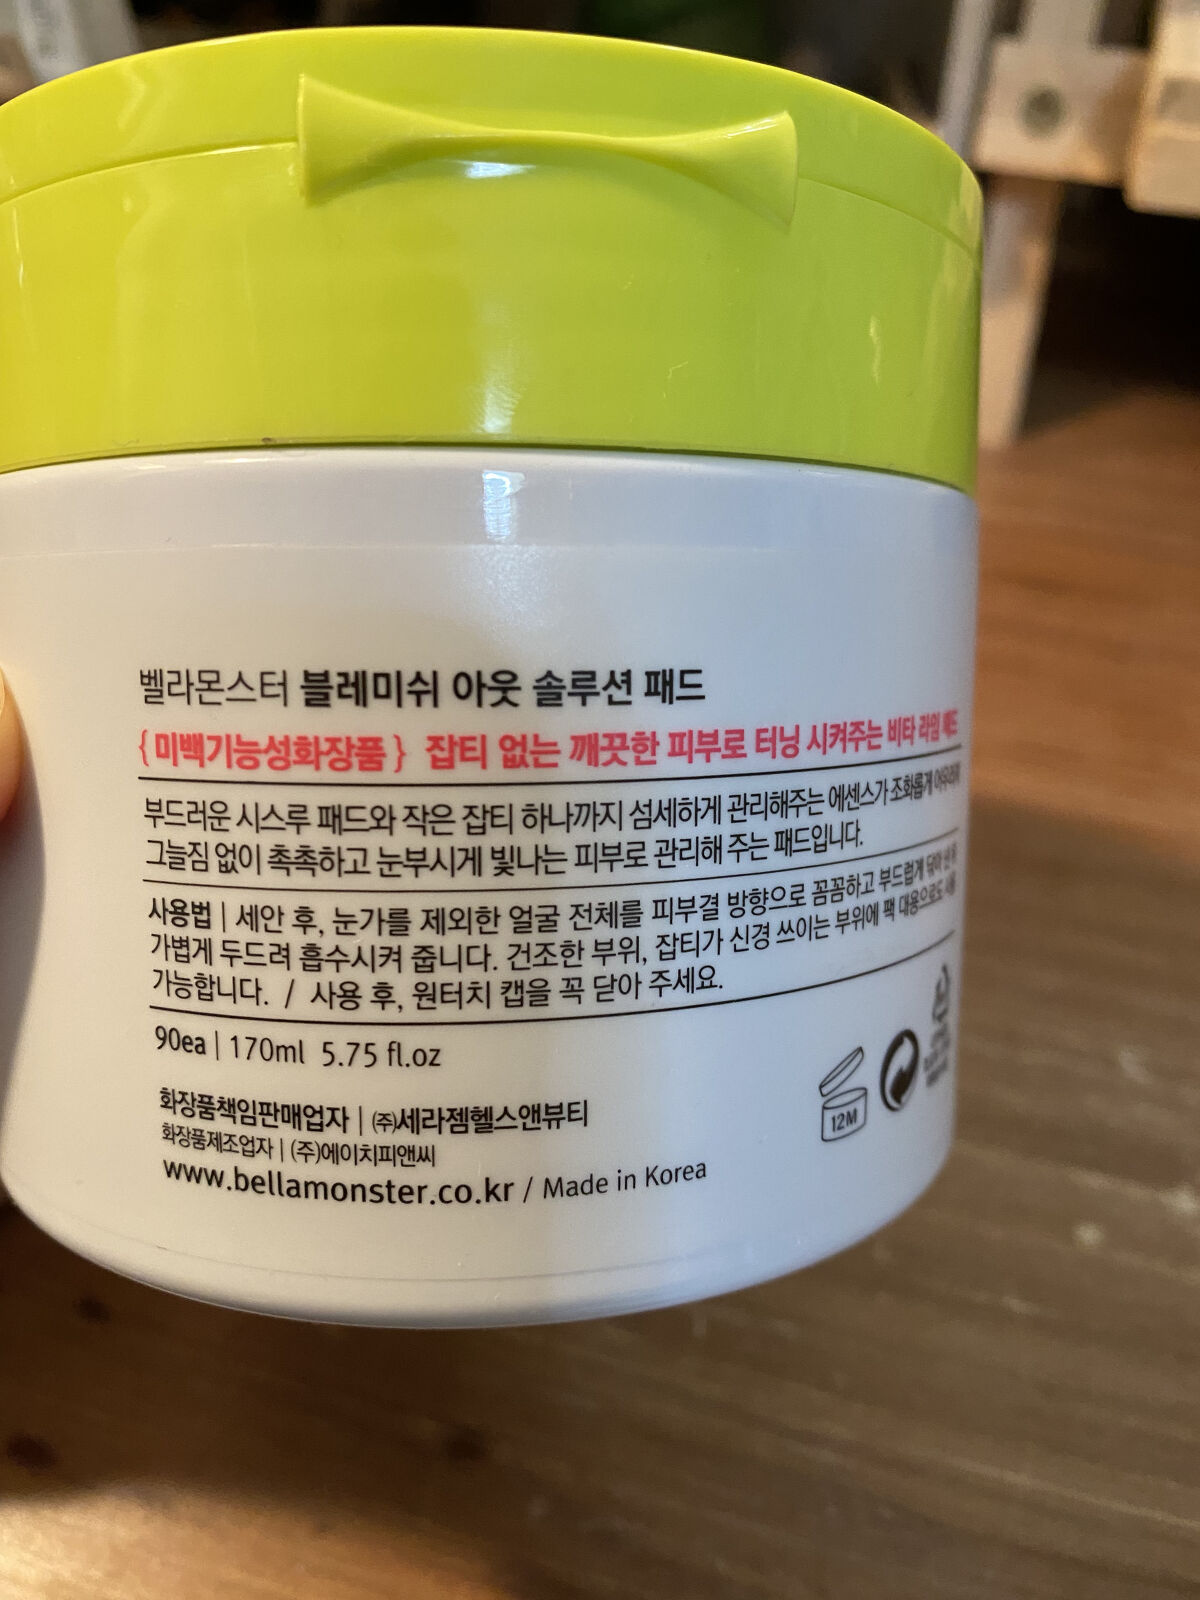 벨라몬스터 블레미쉬 아웃 솔루션 패드
{ 미백기능성화장품 } 잡티 없는 깨끗한 피부로 터닝 시켜주는 비타 라임 패드
부드러운 시스루 패드와 작은 잡티 하나까지 섬세하게 관리해주는 에센스가 조화롭게 어우러져
그늘짐 없이 촉촉하고 눈부시게 빛나는 피부로 관리해 주는 패드입니다.
사용법 | 세안 후, 눈가를 제외한 얼굴 전체를 피부결 방향으로 꼼꼼하고 부드럽게 닦아 낸 후
가볍게 두드려 흡수시켜 줍니다. 건조한 부위, 잡티가 신경 쓰이는 부위에 팩 대용으로도 사용
가능합니다. / 사용 후, 원터치 캡을 꼭 닫아 주세요.
90ea | 170ml 5.75 fl.oz
화장품책임판매업자 | ㈜세라젬헬스앤뷰티
화장품제조업자 | (주)에이치피앤씨
www.bellamonster.co.kr / Made in Korea
12M